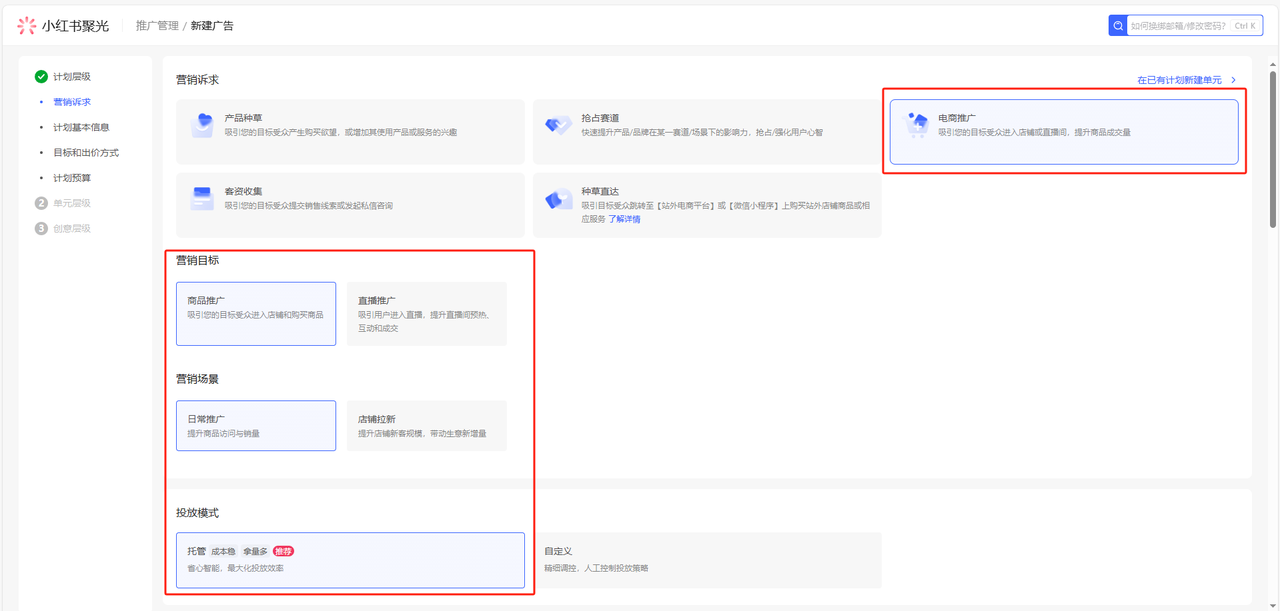 小红书聚光
推广管理 / 新建广告
如何换绑邮箱/修改密码? Ctrl K
计划层级
营销诉求
计划基本信息
目标和出价方式
计划预算
2 单元层级
3 创意层级
营销诉求
在已有计划新建单元 >
产品种草
吸引您的目标受众产生购买欲望，或增加其使用产品或服务的兴趣
抢占赛道
快速提升产品/品牌在某一赛道/场景下的影响力，抢占/强化用户心智
电商推广
吸引您的目标受众进入店铺或直播间，提升商品成交量
客资收集
吸引您的目标受众提交销售线索或发起私信咨询
种草直达
吸引目标受众跳转至【站外电商平台】或【微信小程序】上购买站外店铺商品或相
应服务 了解详情
营销目标
商品推广
吸引您的目标受众进入店铺和购买商品
直播推广
吸引用户进入直播，提升直播间预热、
互动和成交
营销场景
日常推广
提升商品访问与销量
店铺拉新
提升店铺新客规模，带动生意新增量
投放模式
托管 成本稳 拿量多 推荐
省心智能，最大化投放效率
自定义
精细调控，人工控制投放策略